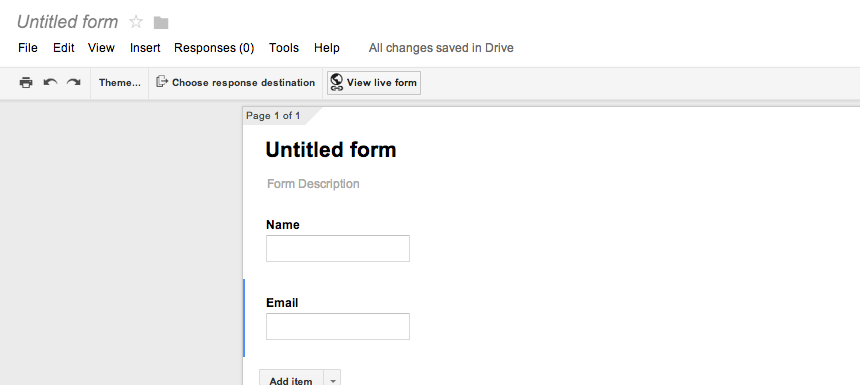 Untitled form
File Edit View Insert Responses (0) Tools Help All changes saved in Drive
Theme... Choose response destination View live form
Page 1 of 1
Untitled form
Form Description
Name
Email
Add item